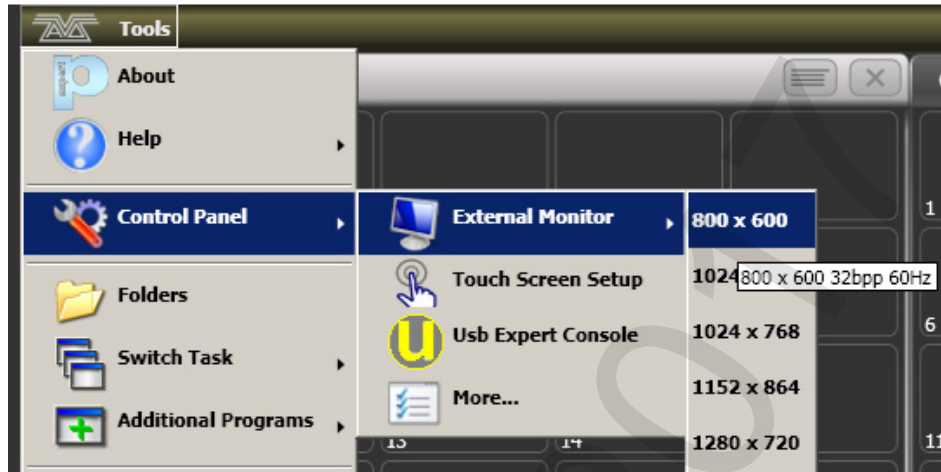 Tools
About
Help
Control Panel
External Monitor
800 x 600
Touch Screen Setup
1024
800 x 600 32bpp 60Hz
Usb Expert Console
1024 x 768
More...
1152 x 864
1280 x 720
Folders
Switch Task
Additional Programs
13
14
1
6
11